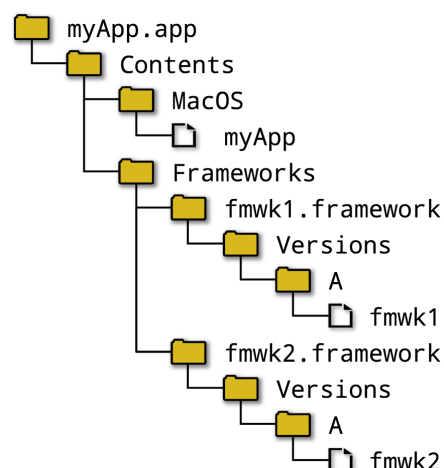 myApp.app
Contents
MacOS
myApp
Frameworks
fmwk1.framework
Versions
A
fmwk1
fmwk2.framework
Versions
A
fmwk2